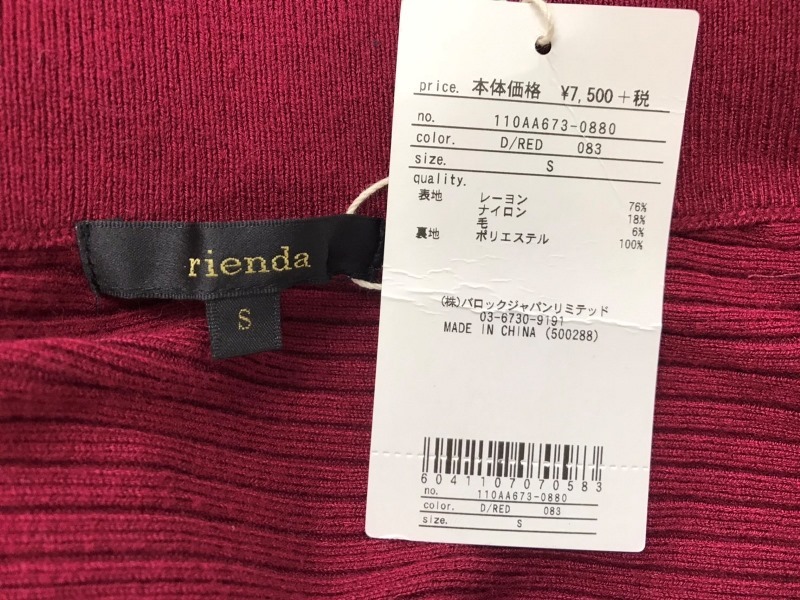 rienda
S
price. 本体価格 ¥7,500+税
no. 110AA673-0880
color. D/RED 083
size. S
quality.
表地 レーヨン 76%
ナイロン 18%
毛 6%
裏地 ポリエステル 100%
(株)バロックジャパンリミテッド
03-6730-9191
MADE IN CHINA (500288)
6041107070583
no. 110AA673-0880
color. D/RED 083
size. S